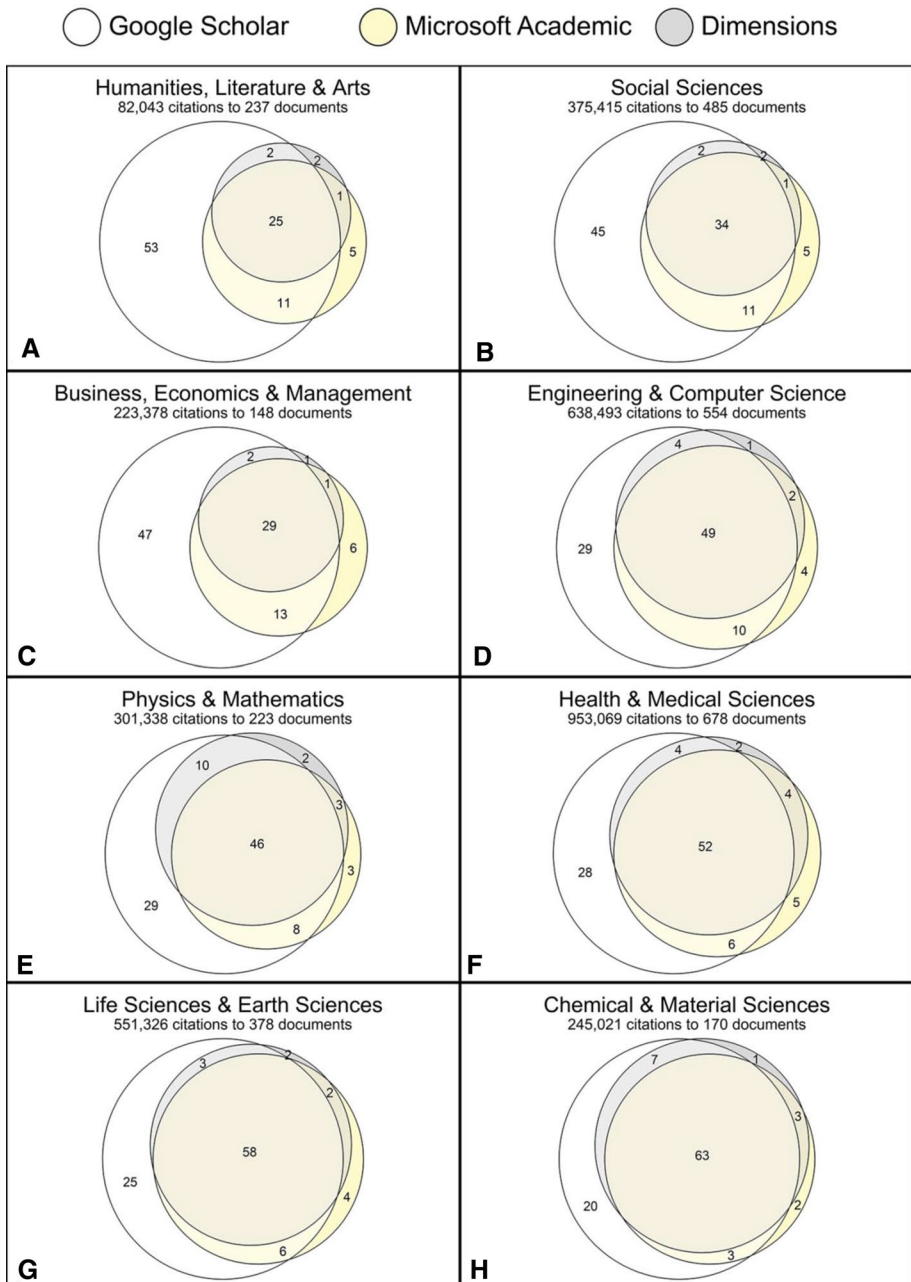 Google Scholar Microsoft Academic Dimensions
Humanities, Literature & Arts
82,043 citations to 237 documents
2
2
1
25
53
5
11
A
Social Sciences
375,415 citations to 485 documents
2
2
1
34
45
5
11
B
Business, Economics & Management
223,378 citations to 148 documents
2
1
1
29
47
6
13
C
Engineering & Computer Science
638,493 citations to 554 documents
4
1
2
49
29
4
10
D
Physics & Mathematics
301,338 citations to 223 documents
10
2
3
46
3
29
8
E
Health & Medical Sciences
953,069 citations to 678 documents
4
2
4
52
28
5
6
F
Life Sciences & Earth Sciences
551,326 citations to 378 documents
3
2
2
58
25
4
6
G
Chemical & Material Sciences
245,021 citations to 170 documents
7
1
3
63
20
2
3
H